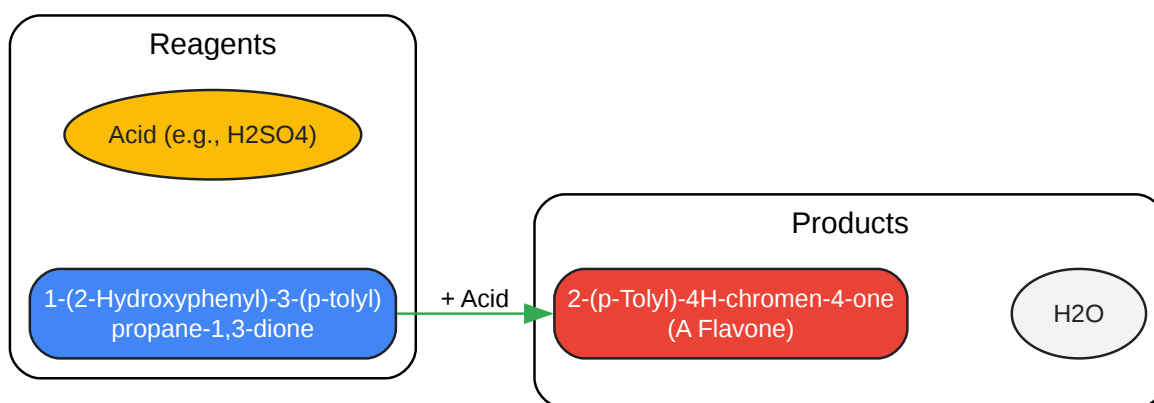 Reagents
Acid (e.g., H2SO4)
1-(2-Hydroxyphenyl)-3-(p-tolyl)
propane-1,3-dione
+ Acid
Products
2-(p-Tolyl)-4H-chromen-4-one
(A Flavone)
H2O